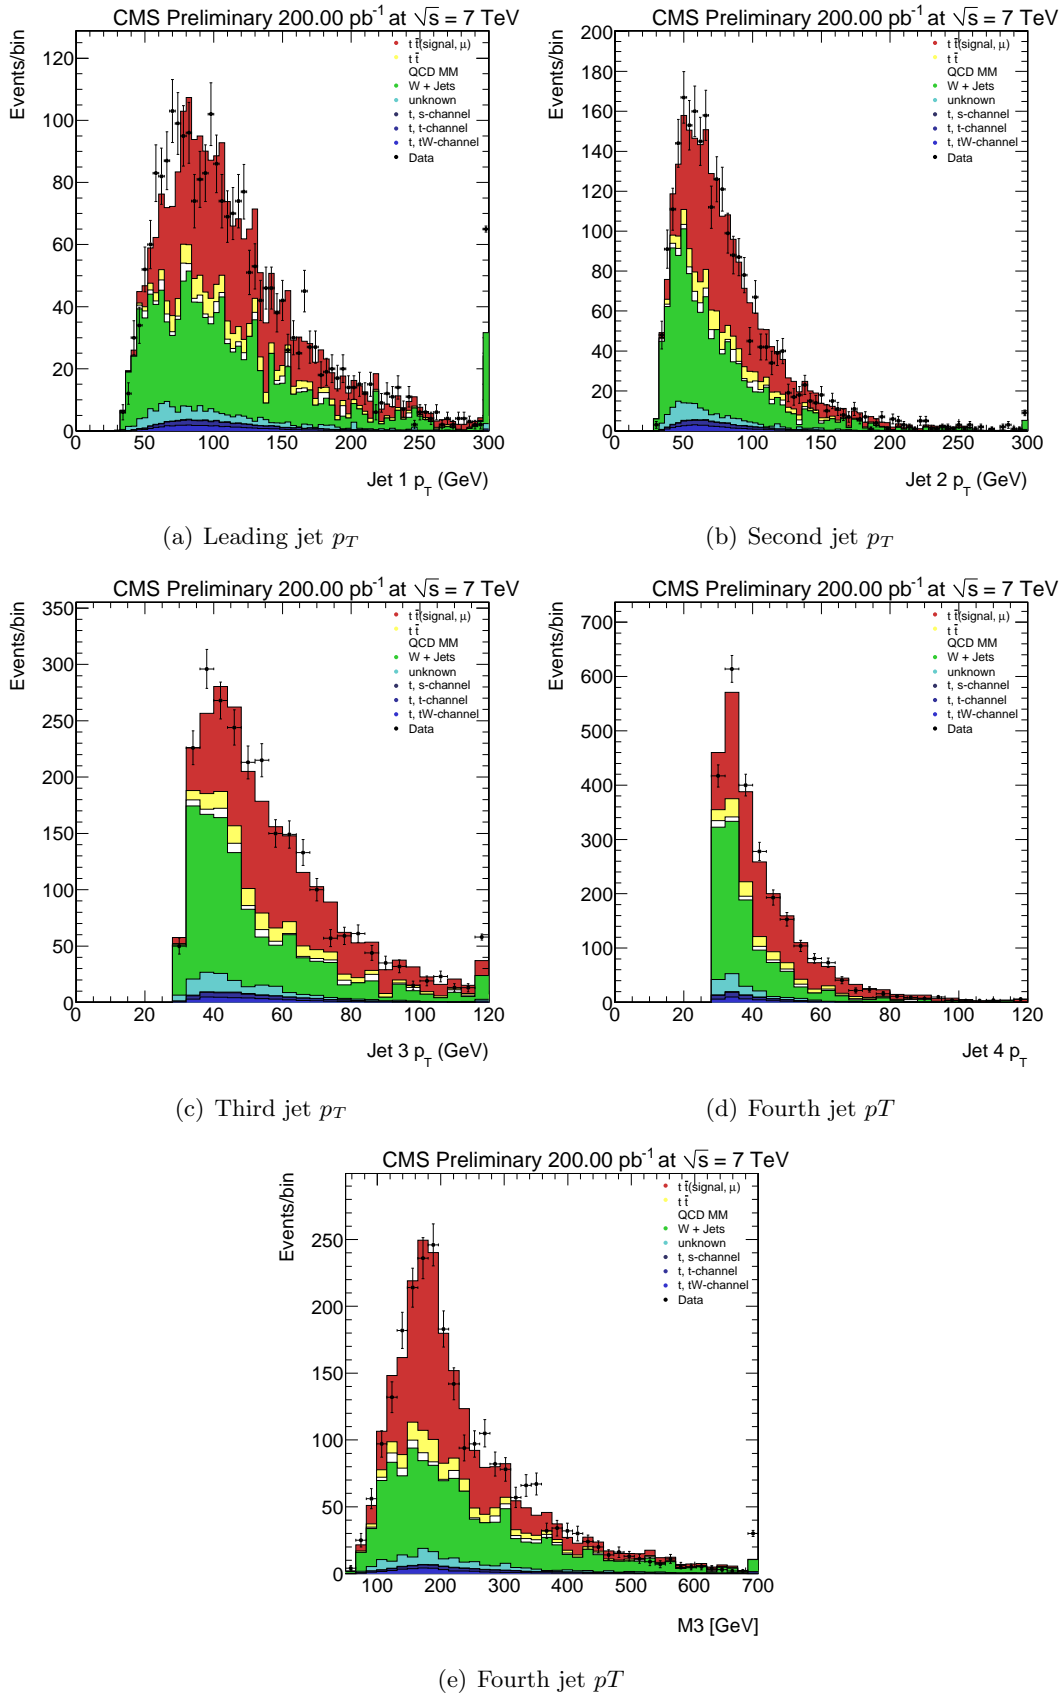 CMS Preliminary 200.00 pb-1 at √s = 7 TeV
Events/bin
120
100
80
60
40
20
0
0 50 100 150 200 250 300
Jet 1 pT (GeV)
t t̄(signal, μ)
t t̄
QCD MM
W + Jets
unknown
t, s-channel
t, t-channel
t, tW-channel
Data
(a) Leading jet pT
CMS Preliminary 200.00 pb-1 at √s = 7 TeV
Events/bin
200
180
160
140
120
100
80
60
40
20
0
0 50 100 150 200 250 300
Jet 2 pT (GeV)
t t̄(signal, μ)
t t̄
QCD MM
W + Jets
unknown
t, s-channel
t, t-channel
t, tW-channel
Data
(b) Second jet pT
CMS Preliminary 200.00 pb-1 at √s = 7 TeV
Events/bin
350
300
250
200
150
100
50
0
0 20 40 60 80 100 120
Jet 3 pT (GeV)
t t̄(signal, μ)
t t̄
QCD MM
W + Jets
unknown
t, s-channel
t, t-channel
t, tW-channel
Data
(c) Third jet pT
CMS Preliminary 200.00 pb-1 at √s = 7 TeV
Events/bin
700
600
500
400
300
200
100
0
0 20 40 60 80 100 120
Jet 4 pT
t t̄(signal, μ)
t t̄
QCD MM
W + Jets
unknown
t, s-channel
t, t-channel
t, tW-channel
Data
(d) Fourth jet pT
CMS Preliminary 200.00 pb-1 at √s = 7 TeV
Events/bin
250
200
150
100
50
0
100 200 300 400 500 600 700
M3 [GeV]
t t̄(signal, μ)
t t̄
QCD MM
W + Jets
unknown
t, s-channel
t, t-channel
t, tW-channel
Data
(e) Fourth jet pT